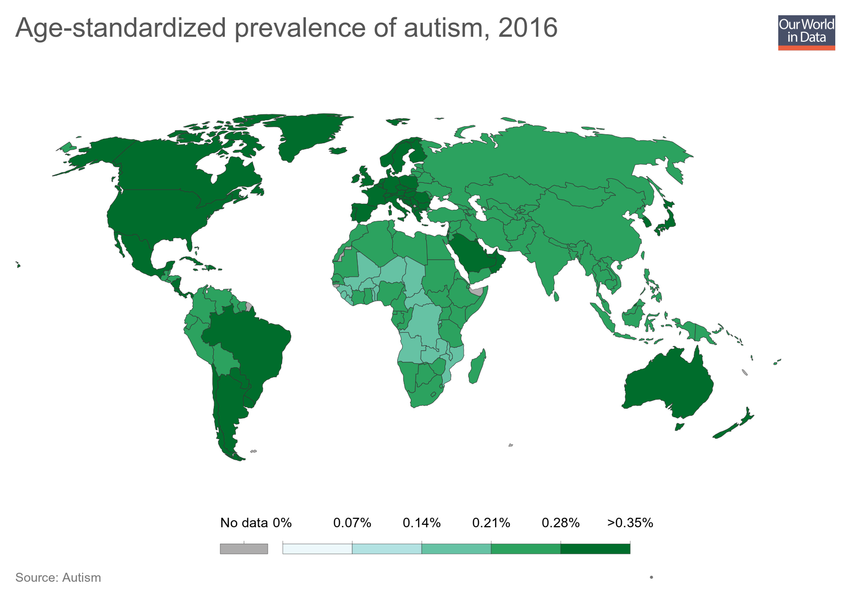 Age-standardized prevalence of autism, 2016
Our World
in Data
No data 0% 0.07% 0.14% 0.21% 0.28% >0.35%
Source: Autism